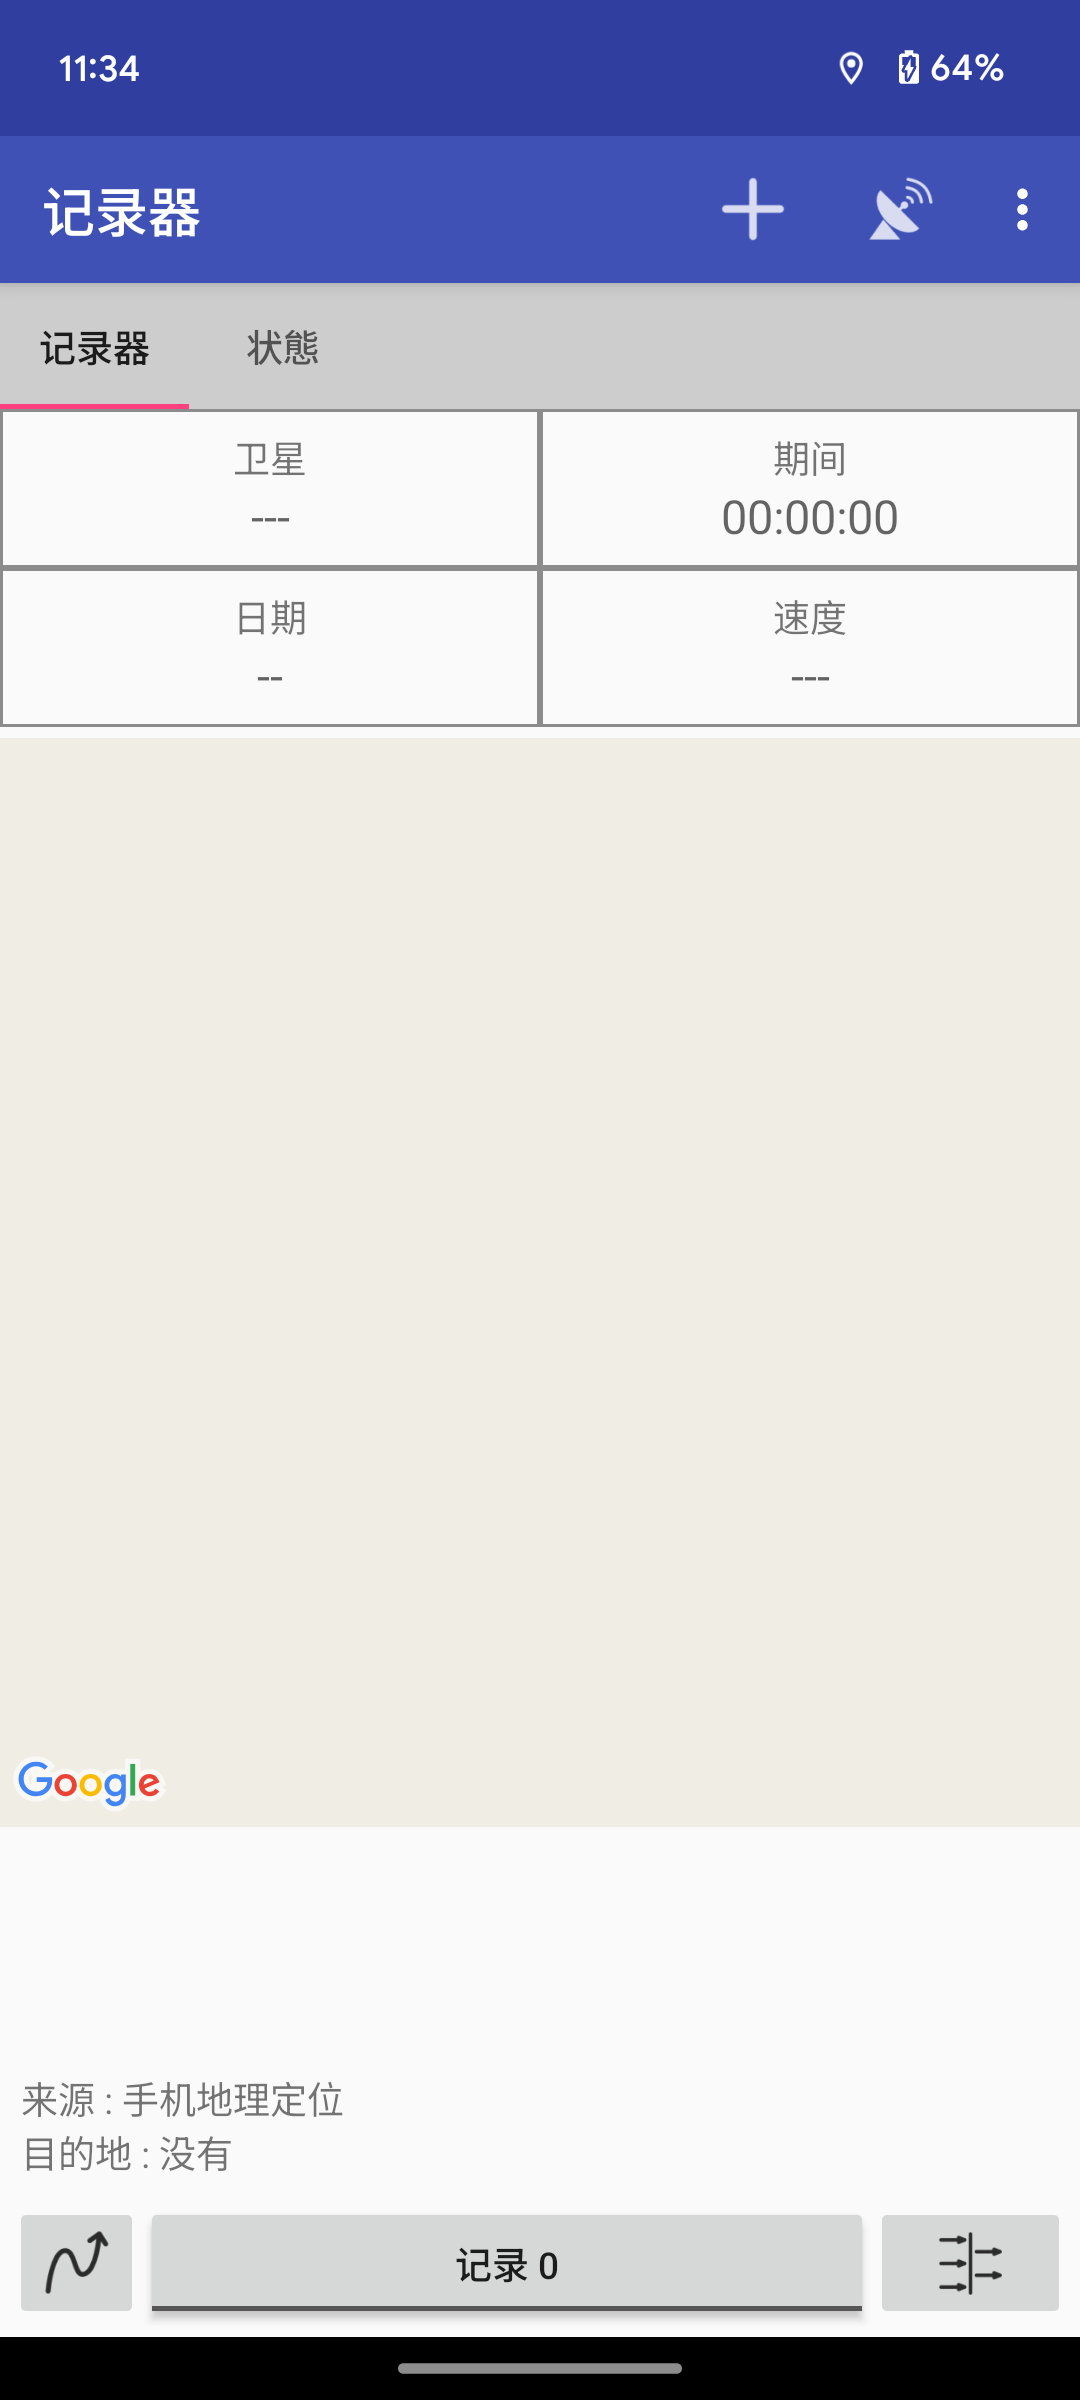 11:34
64%
记录器
记录器
状態
卫星
---
期间
00:00:00
日期
--
速度
---
Google
来源 : 手机地理定位
目的地 : 没有
记录 0